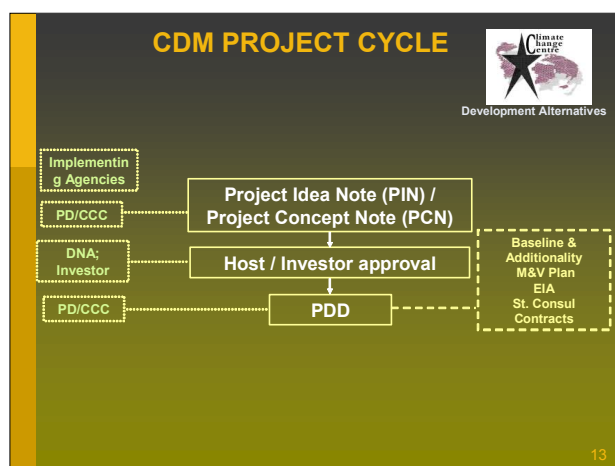 CDM PROJECT CYCLE
Climate
Change
Centre
Development Alternatives
Implementin
g Agencies
Project Idea Note (PIN) /
Project Concept Note (PCN)
PD/CCC
DNA;
Investor
Host / Investor approval
Baseline &
Additionality
M&V Plan
EIA
St. Consul
Contracts
PD/CCC
PDD
13